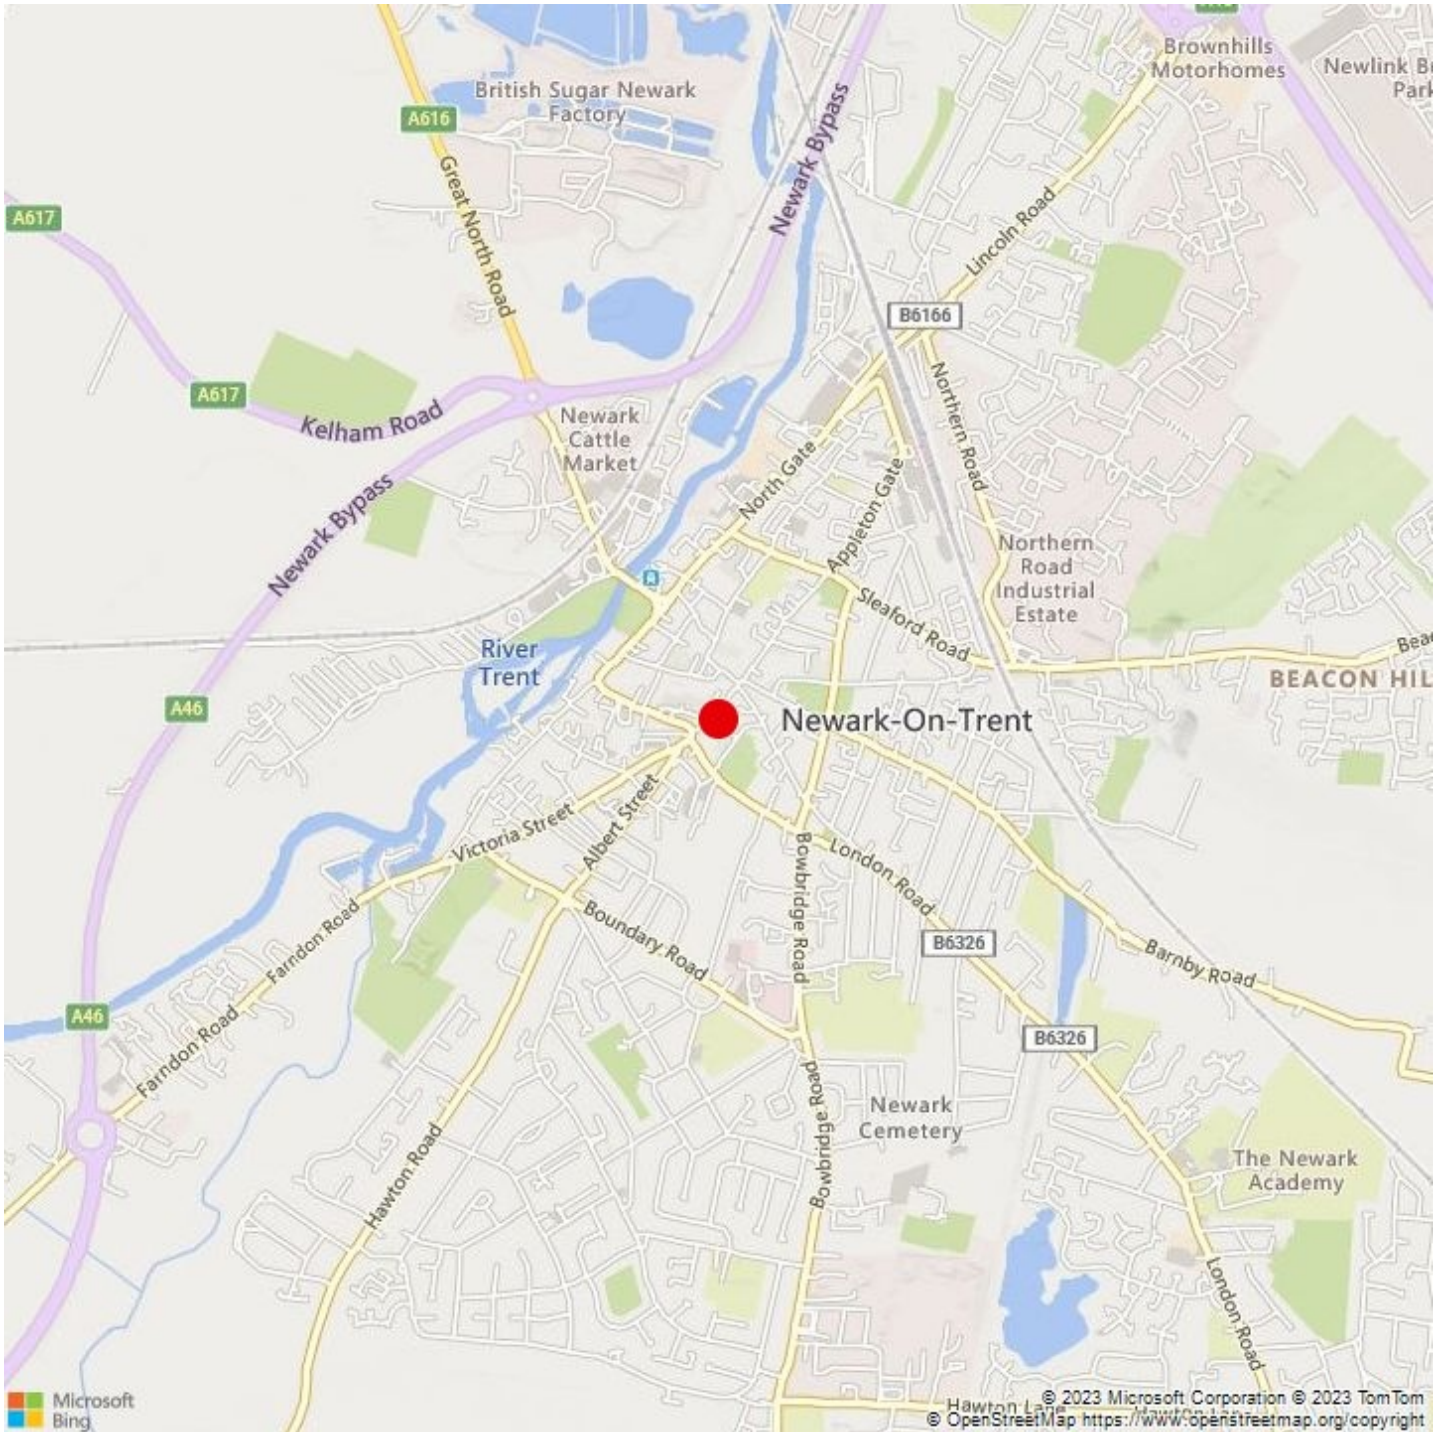 Brownhills
Motorhomes
Newlink B
Park
British Sugar Newark
Factory
A616
Newark Bypass
Great North Road
A617
Lincoln Road
B6166
A617
Kelham Road
Newark
Cattle
Market
Northern Road
North Gate
Appleton Gate
Newark Bypass
Northern
Road
Industrial
Estate
Sleaford Road
River
Trent
Bea
BEACON HIL
A46
Newark-On-Trent
Victoria Street
Albert Street
London Road
Bowbridge Road
Boundary Road
B6326
Farndon Road
Barnby Road
A46
Farndon Road
B6326
Bowbridge Road
Newark
Cemetery
The Newark
Academy
Hawton Road
London Road
Microsoft
Bing
Hawton Lane
© 2023 Microsoft Corporation © 2023 TomTom
© OpenStreetMap https://www.openstreetmap.org/copyright